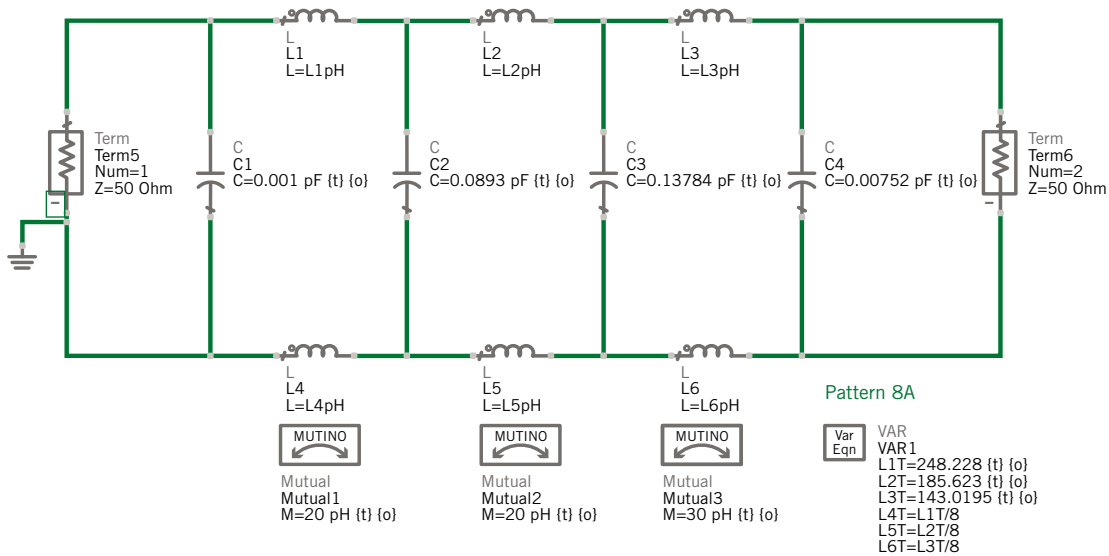 L
L1
L=L1pH
L
L2
L=L2pH
L
L3
L=L3pH
Term
Term5
Num=1
Z=50 Ohm
C
C1
C=0.001 pF {t} {o}
C
C2
C=0.0893 pF {t} {o}
C
C3
C=0.13784 pF {t} {o}
C
C4
C=0.00752 pF {t} {o}
Term
Term6
Num=2
Z=50 Ohm
L
L4
L=L4pH
L
L5
L=L5pH
L
L6
L=L6pH
MUTINO
Mutual
Mutual1
M=20 pH {t} {o}
MUTINO
Mutual
Mutual2
M=20 pH {t} {o}
MUTINO
Mutual
Mutual3
M=30 pH {t} {o}
Pattern 8A
Var
Eqn
VAR
VAR1
L1T=248.228 {t} {o}
L2T=185.623 {t} {o}
L3T=143.0195 {t} {o}
L4T=L1T/8
L5T=L2T/8
L6T=L3T/8